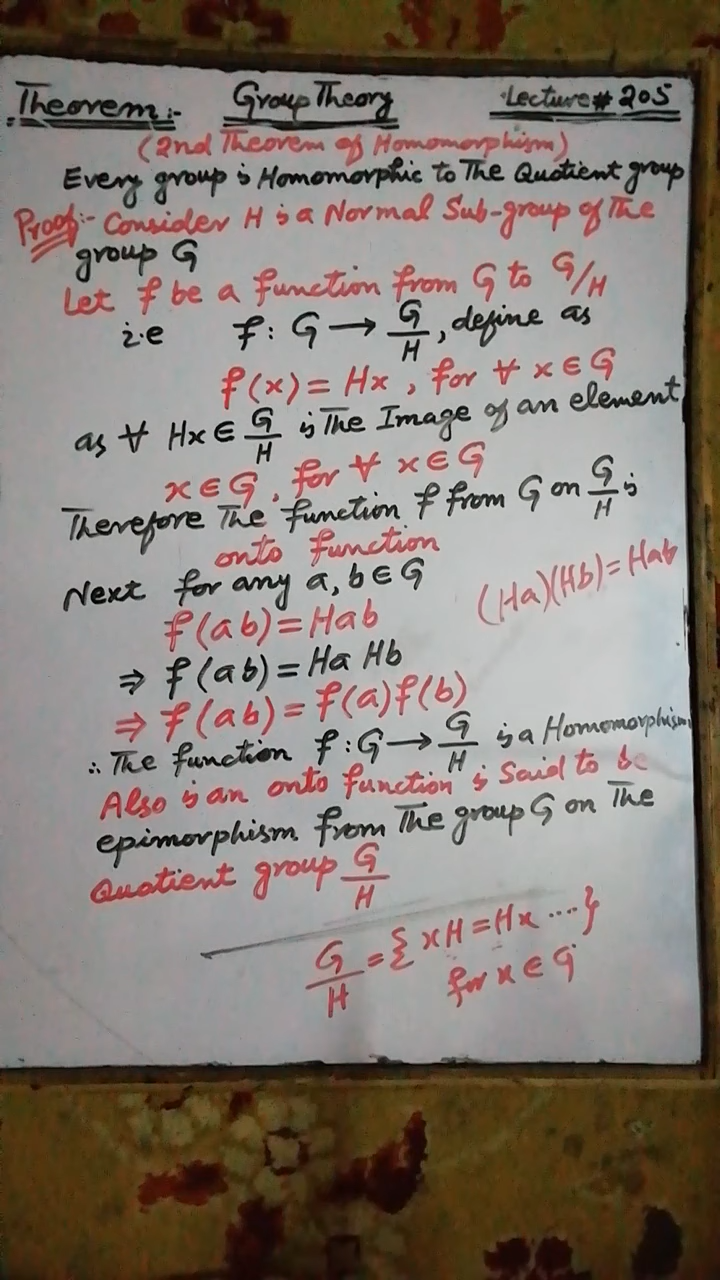 Theorem:- Group Theory Lecture# 205
(2nd Theorem of Homomorphism)
Every group is Homomorphic to The Quotient group
Proof:- Consider H is a Normal Sub-group of The
group G
Let f be a function from G to G/H
i.e f: G → G/H, define as
f(x) = Hx, for ∀ x ∈ G
as ∀ Hx ∈ G/H is The Image of an element
x ∈ G, for ∀ x ∈ G
Therefore The function f from G on G/H is
onto function
Next for any a, b ∈ G
(Ha)(Hb) = Hab
f(ab) = Hab
⇒ f(ab) = Ha Hb
⇒ f(ab) = f(a) f(b)
∴ The function f: G → G/H is a Homomorphism
Also is an onto function is Said to be
epimorphism from The group G on The
Quatient group G/H
G/H = { xH = Hx ....}
for x ∈ G